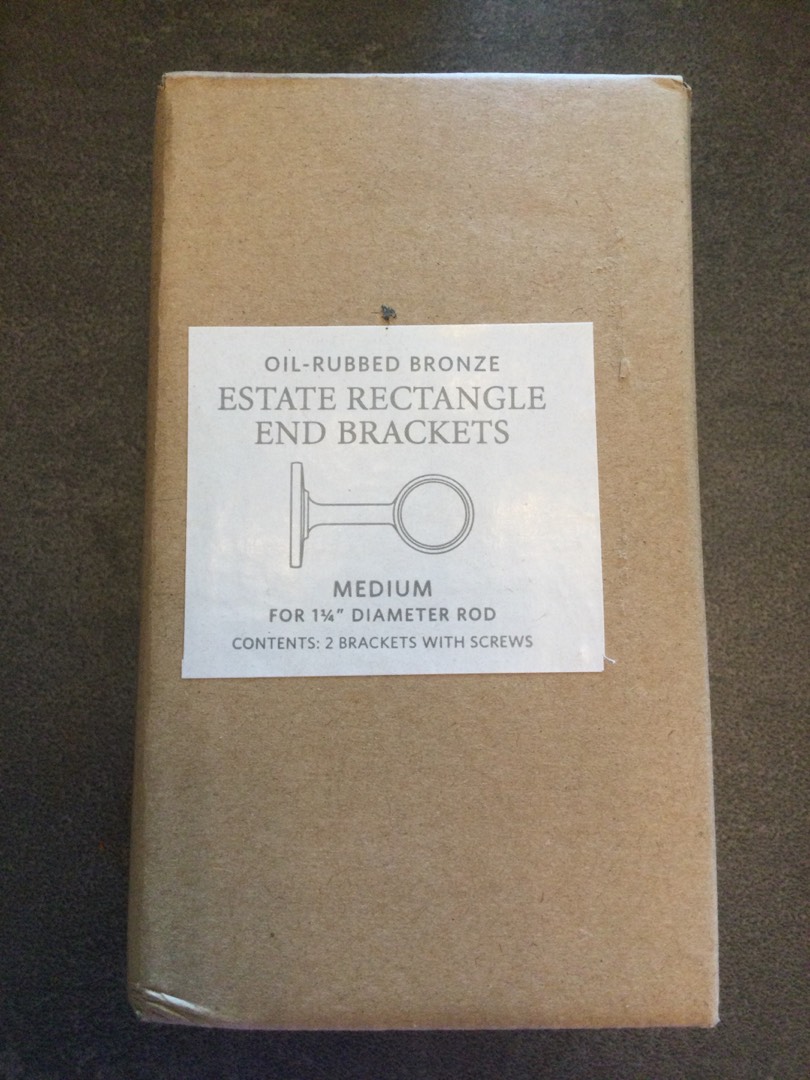 OIL-RUBBED BRONZE
ESTATE RECTANGLE
END BRACKETS
MEDIUM
FOR 1¼" DIAMETER ROD
CONTENTS: 2 BRACKETS WITH SCREWS